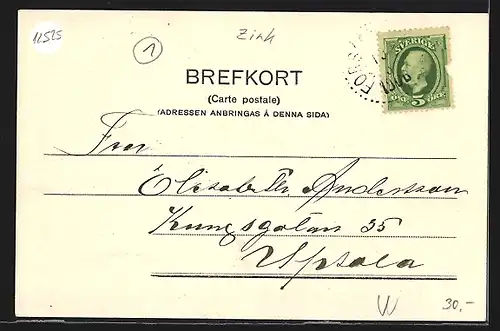 11525
1
Zink
SVERIGE
5
ÖRE
BREFKORT
(Carte postale)
(ADRESSEN ANBRINGAS Å DENNA SIDA)
Fru
Elisabeth Andersson
Kungsgatan 35
Upsala
W
30,-